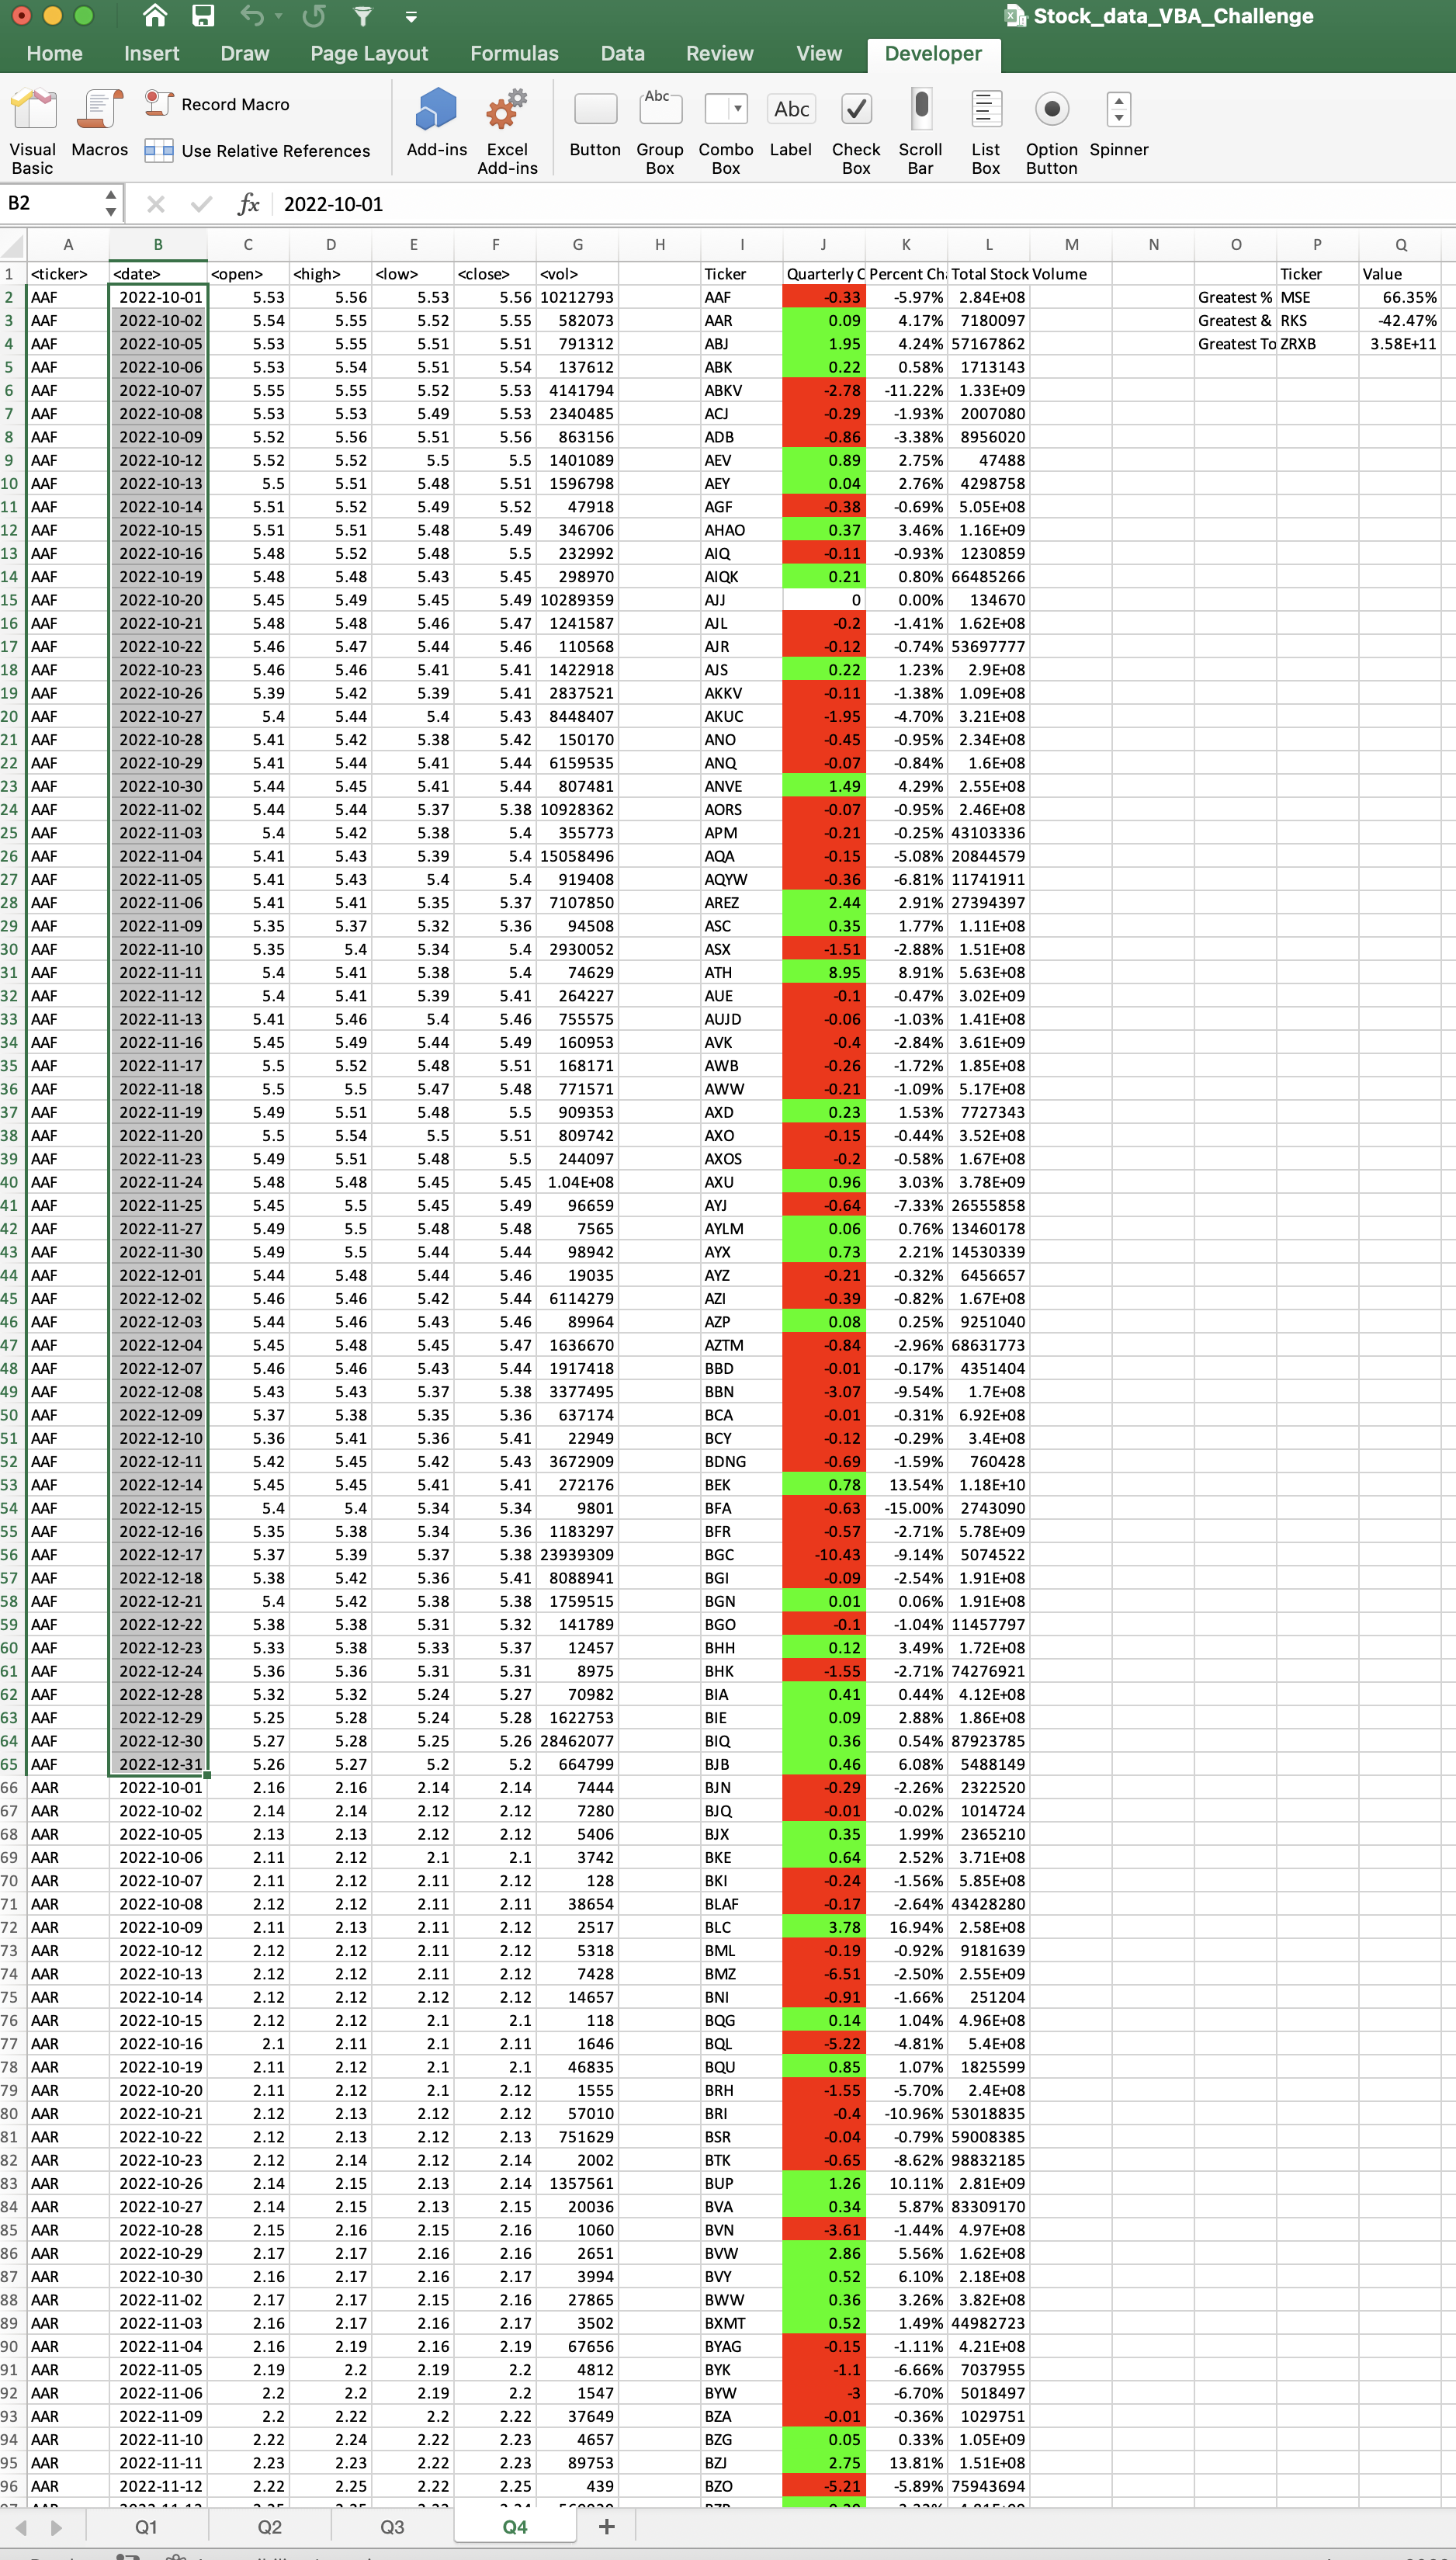 Stock_data_VBA_Challenge
Home Insert Draw Page Layout Formulas Data Review View Developer
Visual Basic Macros Record Macro Use Relative References Add-ins Excel Add-ins Button Group Box Combo Box Label Check Box Scroll Bar List Box Option Button Spinner
Abc Abc
B2 fx 2022-10-01
A B C D E F G H I J K L M N O P Q
1 <ticker> <date> <open> <high> <low> <close> <vol> Ticker Quarterly C Percent Ch Total Stock Volume Ticker Value
2 AAF 2022-10-01 5.53 5.56 5.53 5.56 10212793 AAF -0.33 -5.97% 2.84E+08 Greatest % MSE 66.35%
3 AAF 2022-10-02 5.54 5.55 5.52 5.55 582073 AAR 0.09 4.17% 7180097 Greatest & RKS -42.47%
4 AAF 2022-10-05 5.53 5.55 5.51 5.51 791312 ABJ 1.95 4.24% 57167862 Greatest To ZRXB 3.58E+11
5 AAF 2022-10-06 5.53 5.54 5.51 5.54 137612 ABK 0.22 0.58% 1713143
6 AAF 2022-10-07 5.55 5.55 5.52 5.53 4141794 ABKV -2.78 -11.22% 1.33E+09
7 AAF 2022-10-08 5.53 5.53 5.49 5.53 2340485 ACJ -0.29 -1.93% 2007080
8 AAF 2022-10-09 5.52 5.56 5.51 5.56 863156 ADB -0.86 -3.38% 8956020
9 AAF 2022-10-12 5.52 5.52 5.5 5.5 1401089 AEV 0.89 2.75% 47488
10 AAF 2022-10-13 5.5 5.51 5.48 5.51 1596798 AEY 0.04 2.76% 4298758
11 AAF 2022-10-14 5.51 5.52 5.49 5.52 47918 AGF -0.38 -0.69% 5.05E+08
12 AAF 2022-10-15 5.51 5.51 5.48 5.49 346706 AHAO 0.37 3.46% 1.16E+09
13 AAF 2022-10-16 5.48 5.52 5.48 5.5 232992 AIQ -0.11 -0.93% 1230859
14 AAF 2022-10-19 5.48 5.48 5.43 5.45 298970 AIQK 0.21 0.80% 66485266
15 AAF 2022-10-20 5.45 5.49 5.45 5.49 10289359 AJJ 0 0.00% 134670
16 AAF 2022-10-21 5.48 5.48 5.46 5.47 1241587 AJL -0.2 -1.41% 1.62E+08
17 AAF 2022-10-22 5.46 5.47 5.44 5.46 110568 AJR -0.12 -0.74% 53697777
18 AAF 2022-10-23 5.46 5.46 5.41 5.41 1422918 AJS 0.22 1.23% 2.9E+08
19 AAF 2022-10-26 5.39 5.42 5.39 5.41 2837521 AKKV -0.11 -1.38% 1.09E+08
20 AAF 2022-10-27 5.4 5.44 5.4 5.43 8448407 AKUC -1.95 -4.70% 3.21E+08
21 AAF 2022-10-28 5.41 5.42 5.38 5.42 150170 ANO -0.45 -0.95% 2.34E+08
22 AAF 2022-10-29 5.41 5.44 5.41 5.44 6159535 ANQ -0.07 -0.84% 1.6E+08
23 AAF 2022-10-30 5.44 5.45 5.41 5.44 807481 ANVE 1.49 4.29% 2.55E+08
24 AAF 2022-11-02 5.44 5.44 5.37 5.38 10928362 AORS -0.07 -0.95% 2.46E+08
25 AAF 2022-11-03 5.4 5.42 5.38 5.4 355773 APM -0.21 -0.25% 43103336
26 AAF 2022-11-04 5.41 5.43 5.39 5.4 15058496 AQA -0.15 -5.08% 20844579
27 AAF 2022-11-05 5.41 5.43 5.4 5.4 919408 AQYW -0.36 -6.81% 11741911
28 AAF 2022-11-06 5.41 5.41 5.35 5.37 7107850 AREZ 2.44 2.91% 27394397
29 AAF 2022-11-09 5.35 5.37 5.32 5.36 94508 ASC 0.35 1.77% 1.11E+08
30 AAF 2022-11-10 5.35 5.4 5.34 5.4 2930052 ASX -1.51 -2.88% 1.51E+08
31 AAF 2022-11-11 5.4 5.41 5.38 5.4 74629 ATH 8.95 8.91% 5.63E+08
32 AAF 2022-11-12 5.4 5.41 5.39 5.41 264227 AUE -0.1 -0.47% 3.02E+09
33 AAF 2022-11-13 5.41 5.46 5.4 5.46 755575 AUJD -0.06 -1.03% 1.41E+08
34 AAF 2022-11-16 5.45 5.49 5.44 5.49 160953 AVK -0.4 -2.84% 3.61E+09
35 AAF 2022-11-17 5.5 5.52 5.48 5.51 168171 AWB -0.26 -1.72% 1.85E+08
36 AAF 2022-11-18 5.5 5.5 5.47 5.48 771571 AWW -0.21 -1.09% 5.17E+08
37 AAF 2022-11-19 5.49 5.51 5.48 5.5 909353 AXD 0.23 1.53% 7727343
38 AAF 2022-11-20 5.5 5.54 5.5 5.51 809742 AXO -0.15 -0.44% 3.52E+08
39 AAF 2022-11-23 5.49 5.51 5.48 5.5 244097 AXOS -0.2 -0.58% 1.67E+08
40 AAF 2022-11-24 5.48 5.48 5.45 5.45 1.04E+08 AXU 0.96 3.03% 3.78E+09
41 AAF 2022-11-25 5.45 5.5 5.45 5.49 96659 AYJ -0.64 -7.33% 26555858
42 AAF 2022-11-27 5.49 5.5 5.48 5.48 7565 AYLM 0.06 0.76% 13460178
43 AAF 2022-11-30 5.49 5.5 5.44 5.44 98942 AYX 0.73 2.21% 14530339
44 AAF 2022-12-01 5.44 5.48 5.44 5.46 19035 AYZ -0.21 -0.32% 6456657
45 AAF 2022-12-02 5.46 5.46 5.42 5.44 6114279 AZI -0.39 -0.82% 1.67E+08
46 AAF 2022-12-03 5.44 5.46 5.43 5.46 89964 AZP 0.08 0.25% 9251040
47 AAF 2022-12-04 5.45 5.48 5.45 5.47 1636670 AZTM -0.84 -2.96% 68631773
48 AAF 2022-12-07 5.46 5.46 5.43 5.44 1917418 BBD -0.01 -0.17% 4351404
49 AAF 2022-12-08 5.43 5.43 5.37 5.38 3377495 BBN -3.07 -9.54% 1.7E+08
50 AAF 2022-12-09 5.37 5.38 5.35 5.36 637174 BCA -0.01 -0.31% 6.92E+08
51 AAF 2022-12-10 5.36 5.41 5.36 5.41 22949 BCY -0.12 -0.29% 3.4E+08
52 AAF 2022-12-11 5.42 5.45 5.42 5.43 3672909 BDNG -0.69 -1.59% 760428
53 AAF 2022-12-14 5.45 5.45 5.41 5.41 272176 BEK 0.78 13.54% 1.18E+10
54 AAF 2022-12-15 5.4 5.4 5.34 5.34 9801 BFA -0.63 -15.00% 2743090
55 AAF 2022-12-16 5.35 5.38 5.34 5.36 1183297 BFR -0.57 -2.71% 5.78E+09
56 AAF 2022-12-17 5.37 5.39 5.37 5.38 23939309 BGC -10.43 -9.14% 5074522
57 AAF 2022-12-18 5.38 5.42 5.36 5.41 8088941 BGI -0.09 -2.54% 1.91E+08
58 AAF 2022-12-21 5.4 5.42 5.38 5.38 1759515 BGN 0.01 0.06% 1.91E+08
59 AAF 2022-12-22 5.38 5.38 5.31 5.32 141789 BGO -0.1 -1.04% 11457797
60 AAF 2022-12-23 5.33 5.38 5.33 5.37 12457 BHH 0.12 3.49% 1.72E+08
61 AAF 2022-12-24 5.36 5.36 5.31 5.31 8975 BHK -1.55 -2.71% 74276921
62 AAF 2022-12-28 5.32 5.32 5.24 5.27 70982 BIA 0.41 0.44% 4.12E+08
63 AAF 2022-12-29 5.25 5.28 5.24 5.28 1622753 BIE 0.09 2.88% 1.86E+08
64 AAF 2022-12-30 5.27 5.28 5.25 5.26 28462077 BIQ 0.36 0.54% 87923785
65 AAF 2022-12-31 5.26 5.27 5.2 5.2 664799 BJB 0.46 6.08% 5488149
66 AAR 2022-10-01 2.16 2.16 2.14 2.14 7444 BJN -0.29 -2.26% 2322520
67 AAR 2022-10-02 2.14 2.14 2.12 2.12 7280 BJQ -0.01 -0.02% 1014724
68 AAR 2022-10-05 2.13 2.13 2.12 2.12 5406 BJX 0.35 1.99% 2365210
69 AAR 2022-10-06 2.11 2.12 2.1 2.1 3742 BKE 0.64 2.52% 3.71E+08
70 AAR 2022-10-07 2.11 2.12 2.11 2.12 128 BKI -0.24 -1.56% 5.85E+08
71 AAR 2022-10-08 2.12 2.12 2.11 2.11 38654 BLAF -0.17 -2.64% 43428280
72 AAR 2022-10-09 2.11 2.13 2.11 2.12 2517 BLC 3.78 16.94% 2.58E+08
73 AAR 2022-10-12 2.12 2.12 2.11 2.12 5318 BML -0.19 -0.92% 9181639
74 AAR 2022-10-13 2.12 2.12 2.11 2.12 7428 BMZ -6.51 -2.50% 2.55E+09
75 AAR 2022-10-14 2.12 2.12 2.12 2.12 14657 BNI -0.91 -1.66% 251204
76 AAR 2022-10-15 2.12 2.12 2.1 2.1 118 BQG 0.14 1.04% 4.96E+08
77 AAR 2022-10-16 2.1 2.11 2.1 2.11 1646 BQL -5.22 -4.81% 5.4E+08
78 AAR 2022-10-19 2.11 2.12 2.1 2.1 46835 BQU 0.85 1.07% 1825599
79 AAR 2022-10-20 2.11 2.12 2.1 2.12 1555 BRH -1.55 -5.70% 2.4E+08
80 AAR 2022-10-21 2.12 2.13 2.12 2.12 57010 BRI -0.4 -10.96% 53018835
81 AAR 2022-10-22 2.12 2.13 2.12 2.13 751629 BSR -0.04 -0.79% 59008385
82 AAR 2022-10-23 2.12 2.14 2.12 2.14 2002 BTK -0.65 -8.62% 98832185
83 AAR 2022-10-26 2.14 2.15 2.13 2.14 1357561 BUP 1.26 10.11% 2.81E+09
84 AAR 2022-10-27 2.14 2.15 2.13 2.15 20036 BVA 0.34 5.87% 83309170
85 AAR 2022-10-28 2.15 2.16 2.15 2.16 1060 BVN -3.61 -1.44% 4.97E+08
86 AAR 2022-10-29 2.17 2.17 2.16 2.16 2651 BVW 2.86 5.56% 1.62E+08
87 AAR 2022-10-30 2.16 2.17 2.16 2.17 3994 BVY 0.52 6.10% 2.18E+08
88 AAR 2022-11-02 2.17 2.17 2.15 2.16 27865 BWW 0.36 3.26% 3.82E+08
89 AAR 2022-11-03 2.16 2.17 2.16 2.17 3502 BXMT 0.52 1.49% 44982723
90 AAR 2022-11-04 2.16 2.19 2.16 2.19 67656 BYAG -0.15 -1.11% 4.21E+08
91 AAR 2022-11-05 2.19 2.2 2.19 2.2 4812 BYK -1.1 -6.66% 7037955
92 AAR 2022-11-06 2.2 2.2 2.19 2.2 1547 BYW -3 -6.70% 5018497
93 AAR 2022-11-09 2.2 2.22 2.2 2.22 37649 BZA -0.01 -0.36% 1029751
94 AAR 2022-11-10 2.22 2.24 2.22 2.23 4657 BZG 0.05 0.33% 1.05E+09
95 AAR 2022-11-11 2.23 2.23 2.22 2.23 89753 BZJ 2.75 13.81% 1.51E+08
96 AAR 2022-11-12 2.22 2.25 2.22 2.25 439 BZO -5.21 -5.89% 75943694
Q1 Q2 Q3 Q4 +